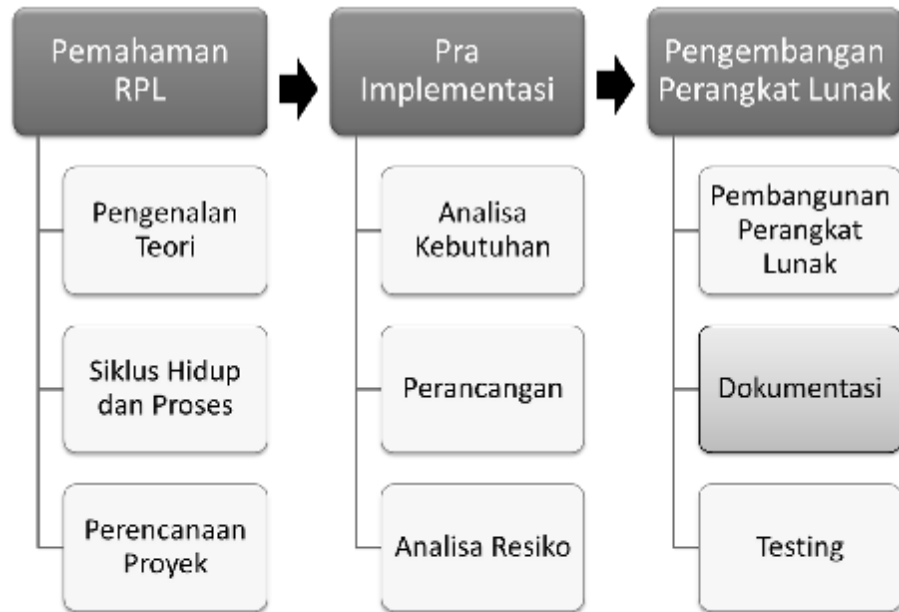 Pemahaman
RPL
Pengenalan
Teori
Siklus Hidup
dan Proses
Perencanaan
Proyek
Pra
Implementasi
Analisa
Kebutuhan
Perancangan
Analisa Resiko
Pengembangan
Perangkat Lunak
Pembangunan
Perangkat
Lunak
Dokumentasi
Testing